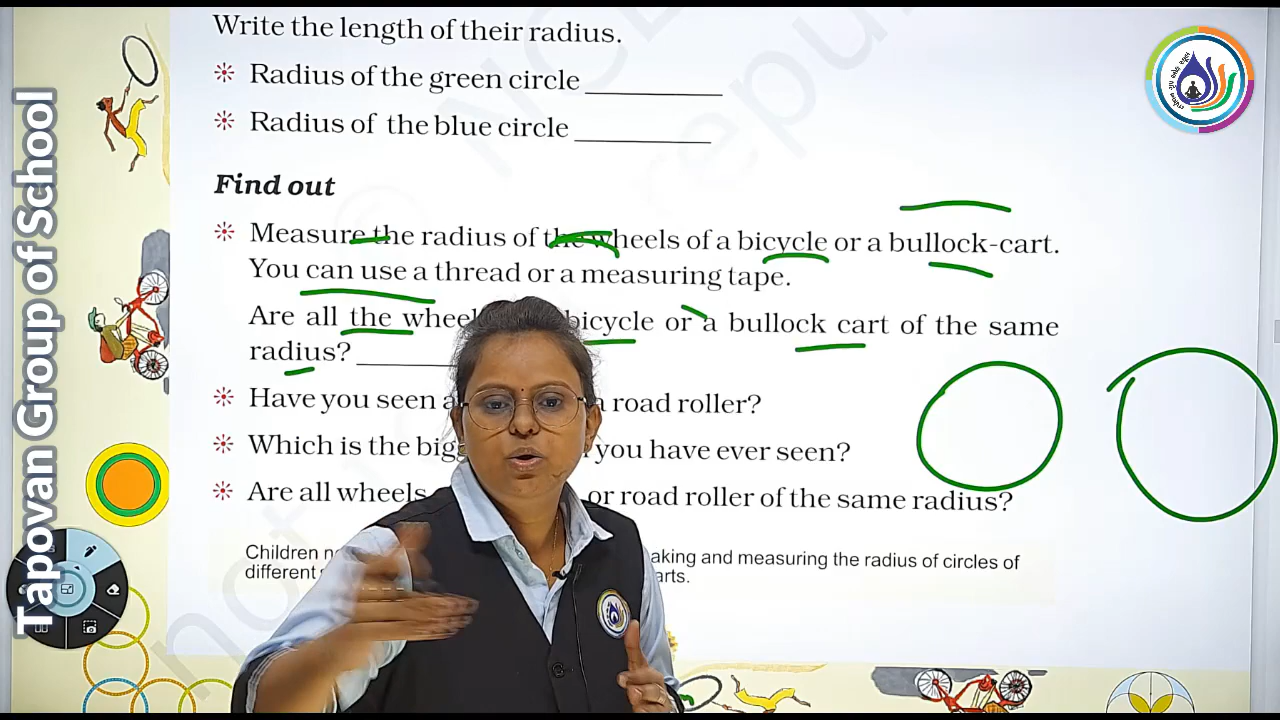 Write the length of their radius.
Radius of the green circle
Radius of the blue circle
Find out
Measure the radius of the wheels of a bicycle or a bullock-cart.
You can use a thread or a measuring tape.
Are all the bicycle or a bullock cart of the same
radius?
Have you seen a road roller?
Which is the you have ever seen?
Are all wheels or road roller of the same radius?
Children and measuring the radius of circles of
different
Tapovan Group of School